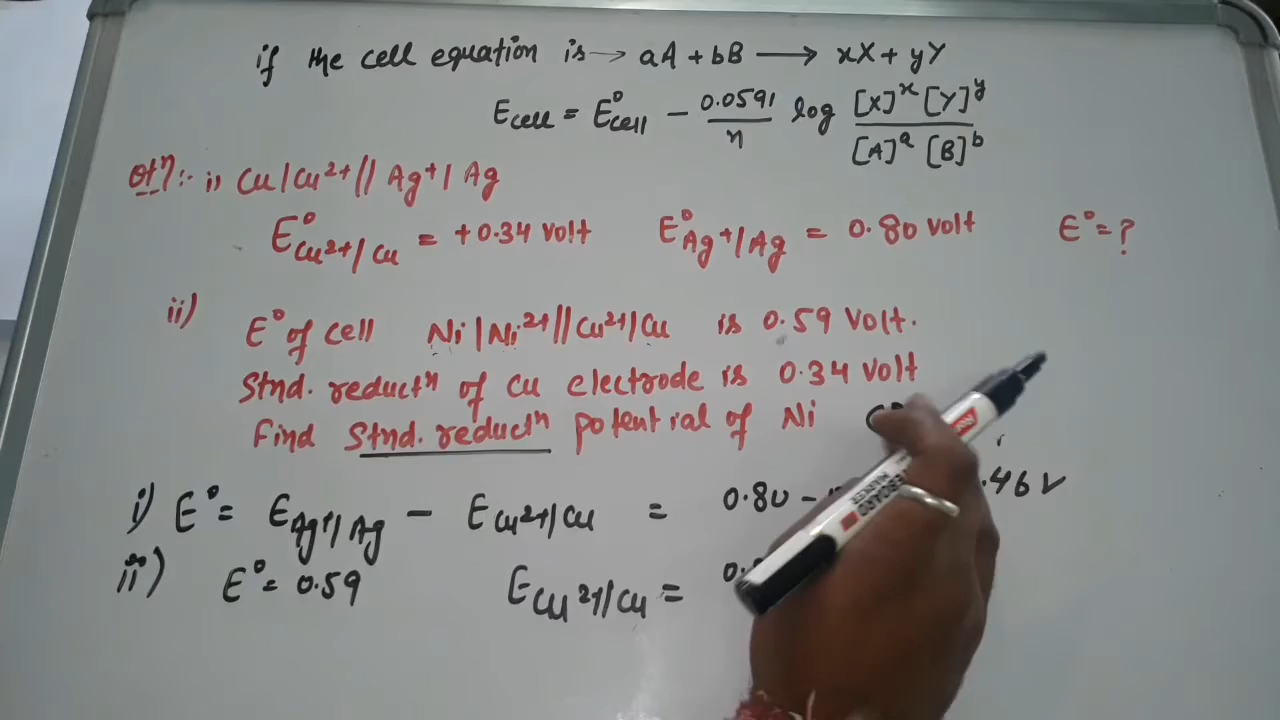 if the cell equation is → aA + bB ⟶ xX + yY
Ecell = E°cell − 0.0591/n log [X]^x [Y]^y / [A]^a [B]^b
i) Cu/Cu²⁺//Ag⁺/Ag
E°Cu²⁺/Cu = +0.34 volt E°Ag⁺/Ag = 0.80 volt E° = ?
ii)
E° of cell Ni/Ni²⁺//Cu²⁺/Cu is 0.59 Volt.
Stnd. reductⁿ of Cu electrode is 0.34 Volt
Find Stnd. reductⁿ potential of Ni
i) E° = EAg⁺/Ag − ECu²⁺/Cu = 0.80 − .46 V
ii) E° = 0.59 ECu²⁺/Cu = 0.